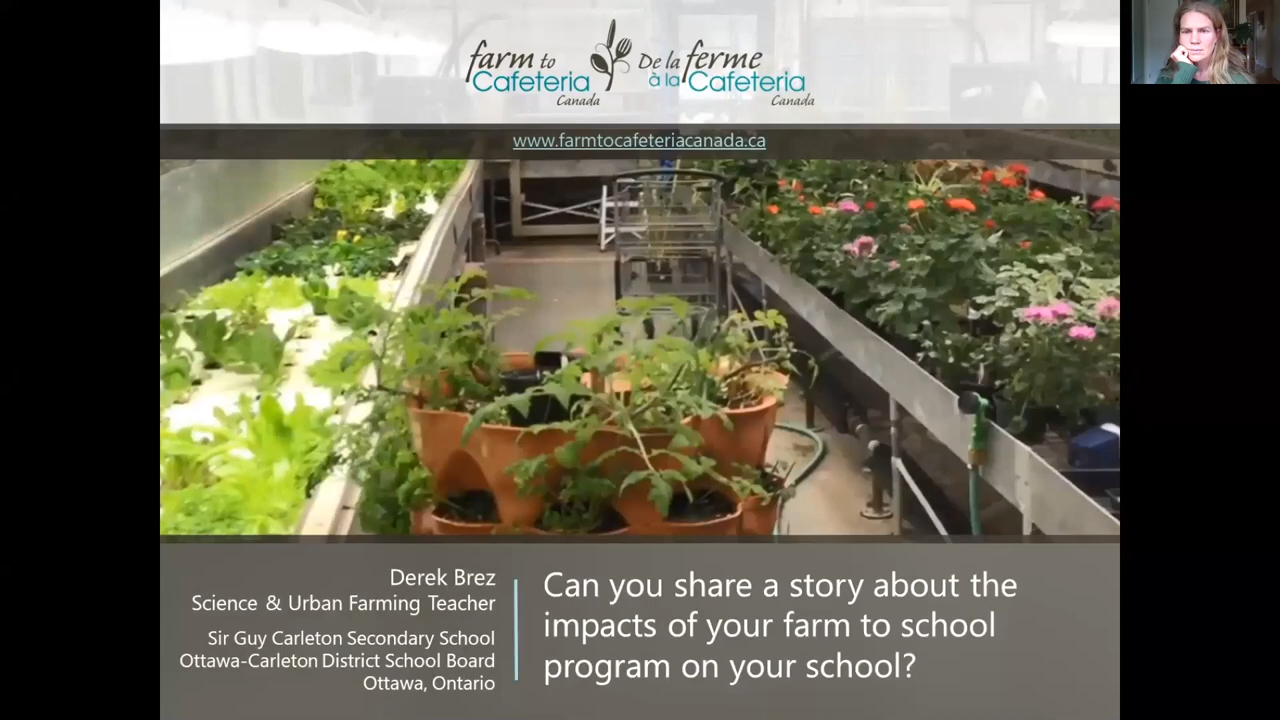 farm to
Cafeteria
Canada
De la ferme
à la Cafeteria
Canada
www.farmtocafeteriacanada.ca
Derek Brez
Science & Urban Farming Teacher
Sir Guy Carleton Secondary School
Ottawa-Carleton District School Board
Ottawa, Ontario
Can you share a story about the
impacts of your farm to school
program on your school?